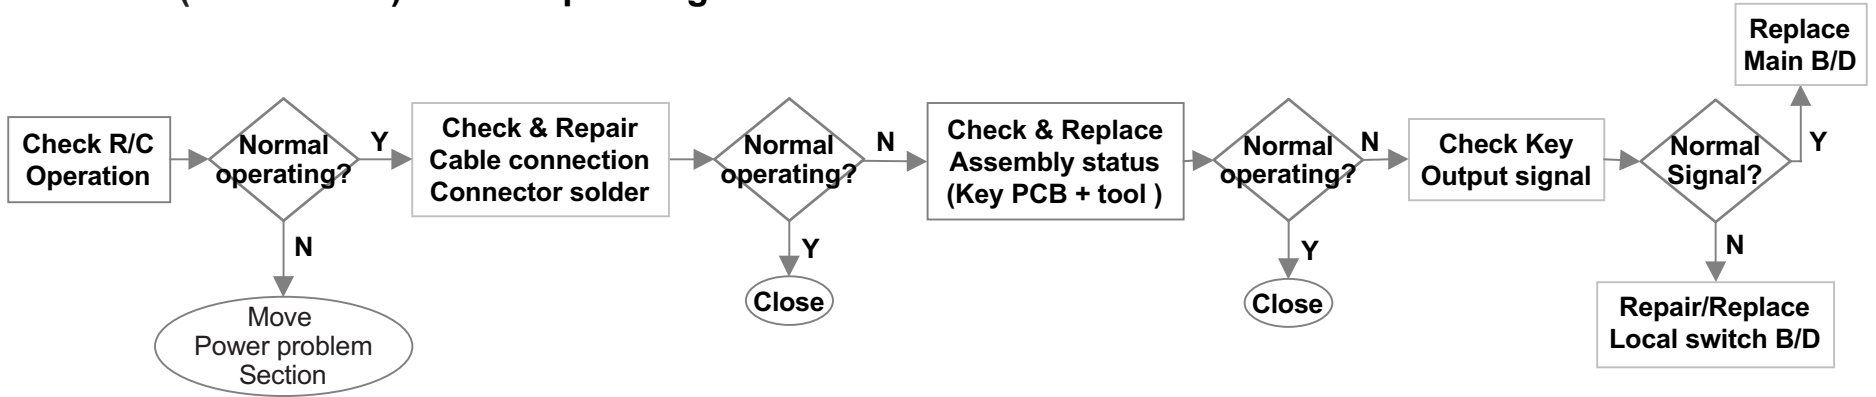 Check R/C
Operation
Normal
operating?
Y
N
Move
Power problem
Section
Check & Repair
Cable connection
Connector solder
Normal
operating?
N
Y
Close
Check & Replace
Assembly status
(Key PCB + tool )
Normal
operating?
N
Y
Close
Check Key
Output signal
Normal
Signal?
Y
Replace
Main B/D
N
Repair/Replace
Local switch B/D